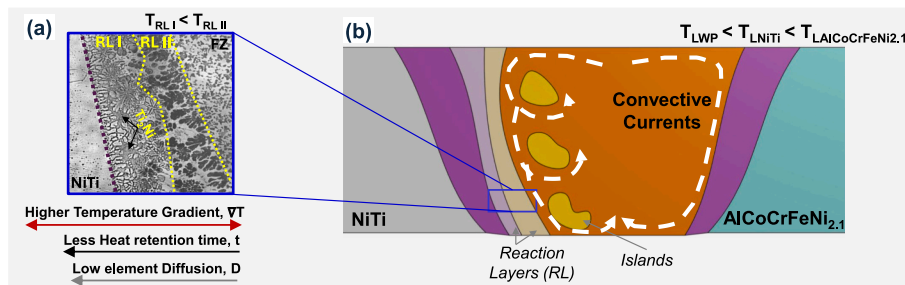 (a)
T_RL I < T_RL II
RL I
RL II
FZ
Ti₂Ni
NiTi
Higher Temperature Gradient, ∇T
Less Heat retention time, t
Low element Diffusion, D
(b)
T_LWP < T_LNiTi < T_LAlCoCrFeNi2.1
Convective
Currents
NiTi
AlCoCrFeNi₂.₁
Reaction
Layers (RL)
Islands